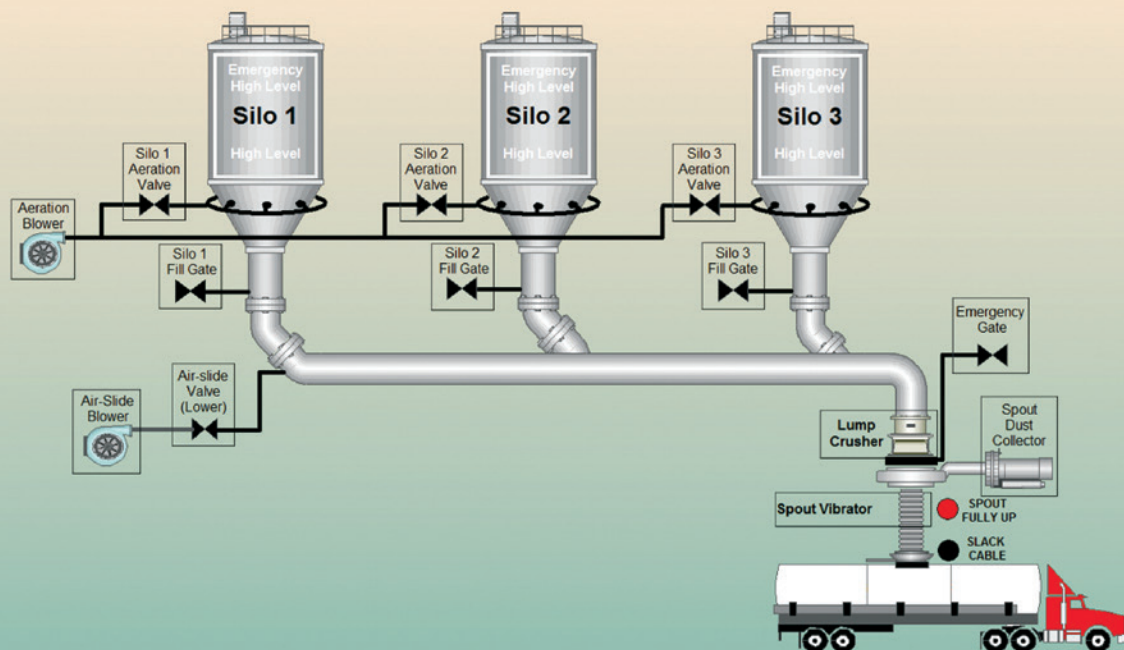 Emergency
High Level
Silo 1
High Level
Emergency
High Level
Silo 2
High Level
Emergency
High Level
Silo 3
High Level
Silo 1
Aeration
Valve
Silo 2
Aeration
Valve
Silo 3
Aeration
Valve
Aeration
Blower
Silo 1
Fill Gate
Silo 2
Fill Gate
Silo 3
Fill Gate
Emergency
Gate
Air-slide
Valve
(Lower)
Air-Slide
Blower
Lump
Crusher
Spout
Dust
Collector
Spout Vibrator
SPOUT
FULLY UP
SLACK
CABLE